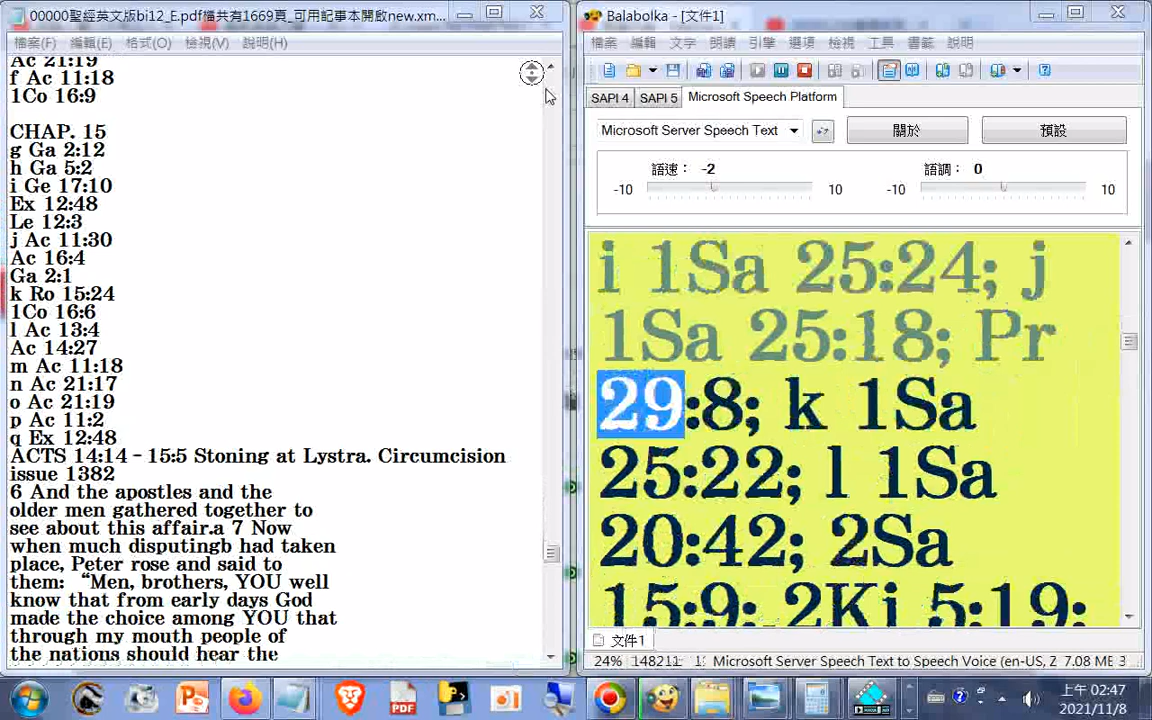 00000聖經英文版bi12_E.pdf檔共有1669頁_可用記事本開啟new.xm...
檔案(F) 編輯(E) 格式(O) 檢視(V) 說明(H)
Ac 21:19
f Ac 11:18
1Co 16:9
CHAP. 15
g Ga 2:12
h Ga 5:2
i Ge 17:10
Ex 12:48
Le 12:3
j Ac 11:30
Ac 16:4
Ga 2:1
k Ro 15:24
1Co 16:6
l Ac 13:4
Ac 14:27
m Ac 11:18
n Ac 21:17
o Ac 21:19
p Ac 11:2
q Ex 12:48
ACTS 14:14–15:5 Stoning at Lystra. Circumcision
issue 1382
6 And the apostles and the
older men gathered together to
see about this affair.a 7 Now
when much disputingb had taken
place, Peter rose and said to
them: “Men, brothers, YOU well
know that from early days God
made the choice among YOU that
through my mouth people of
the nations should hear the
Balabolka - [文件1]
檔案 編輯 文字 朗讀 引擎 選項 檢視 工具 書籤 說明
SAPI 4 SAPI 5 Microsoft Speech Platform
Microsoft Server Speech Text 關於 預設
語速： -2 語調： 0
-10 10 -10 10
i 1Sa 25:24; j
1Sa 25:18; Pr
29:8; k 1Sa
25:22; l 1Sa
20:42; 2Sa
15:9; 2Ki 5:19;
文件1
24% 148211 Microsoft Server Speech Text to Speech Voice (en-US, Z 7.08 MB 3
上午 02:47
2021/11/8